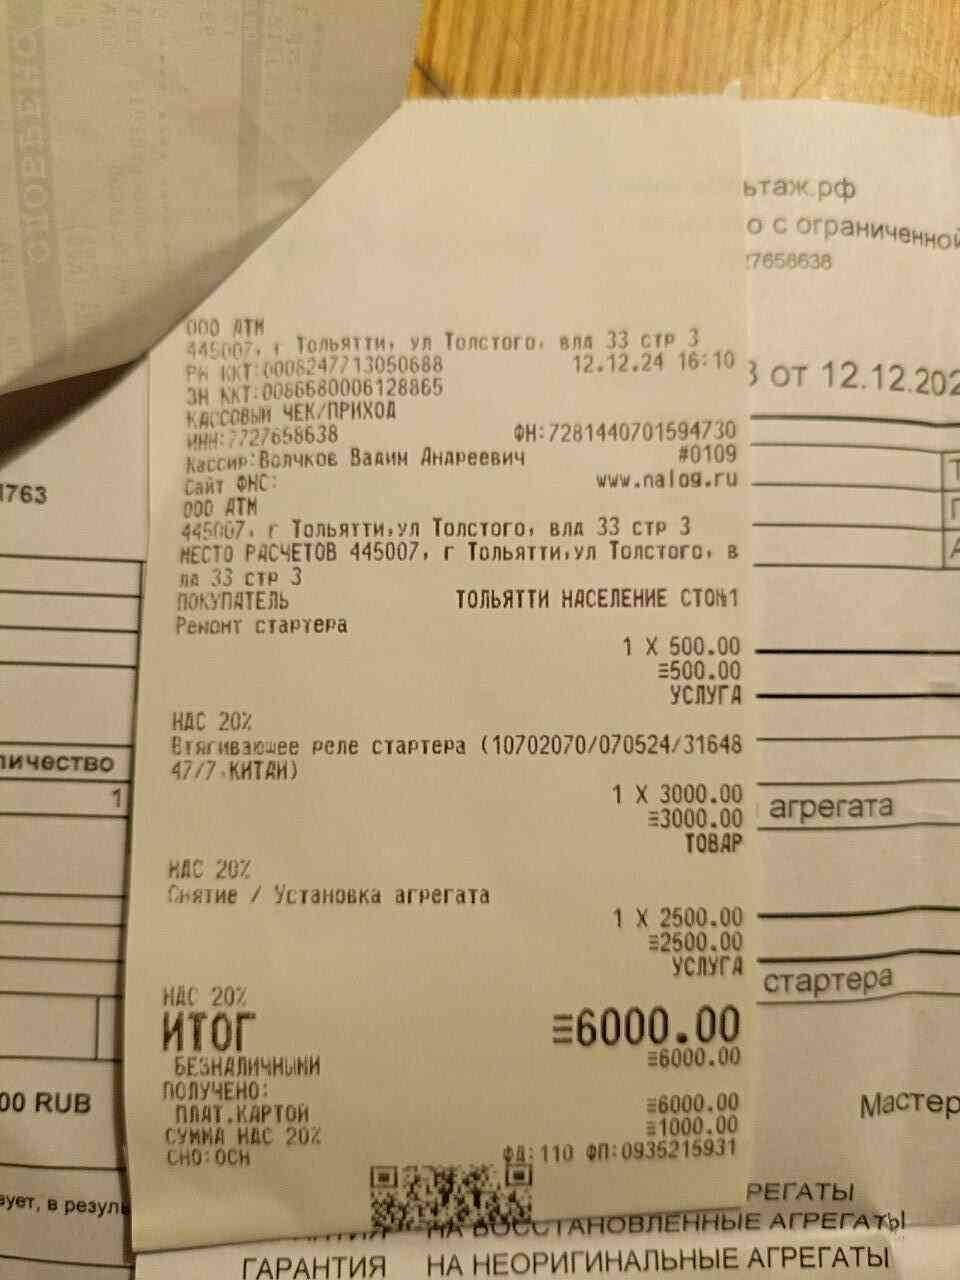 ьтаж.рф
о с ограниченной
27658638
3 от 12.12.202
ООО АТМ
445007, г Тольятти, ул Толстого, влд 33 стр 3
РН ККТ:0008247713050688 12.12.24 16:10
ЗН ККТ:0086680006128865
КАССОВЫЙ ЧЕК/ПРИХОД
ИНН:7727658638 ФН:7281440701594730
Кассир:Волчков Вадим Андреевич #0109
Сайт ФНС: www.nalog.ru
ООО АТМ
445007, г Тольятти,ул Толстого, влд 33 стр 3
МЕСТО РАСЧЕТОВ 445007, г Тольятти,ул Толстого, в
лд 33 стр 3
ПОКУПАТЕЛЬ ТОЛЬЯТТИ НАСЕЛЕНИЕ СТО№1
Ремонт стартера
1 X 500.00
≡500.00
УСЛУГА
НДС 20%
Втягивающее реле стартера (10702070/070524/31648
47/7,КИТАЙ)
1 X 3000.00
≡3000.00
ТОВАР
НДС 20%
Снятие / Установка агрегата
1 X 2500.00
≡2500.00
УСЛУГА
НДС 20%
ИТОГ ≡6000.00
БЕЗНАЛИЧНЫМИ ≡6000.00
ПОЛУЧЕНО:
ПЛАТ.КАРТОЙ ≡6000.00
СУММА НДС 20% ≡1000.00
СНО:ОСН ФД:110 ФП:0935215931
1763
личество
1
агрегата
стартера
00 RUB
Мастер
вует, в резуль
РЕГАТЫ
НА ВОССТАНОВЛЕННЫЕ АГРЕГАТЫ
ГАРАНТИЯ НА НЕОРИГИНАЛЬНЫЕ АГРЕГАТЫ